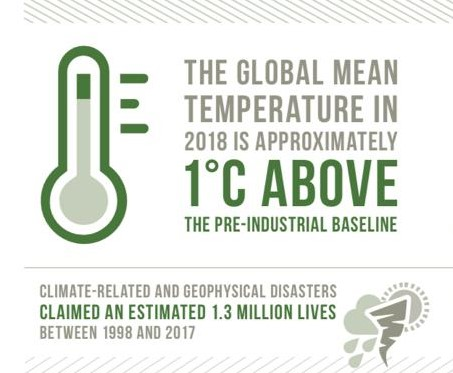 THE GLOBAL MEAN
TEMPERATURE IN
2018 IS APPROXIMATELY
1°C ABOVE
THE PRE-INDUSTRIAL BASELINE
CLIMATE-RELATED AND GEOPHYSICAL DISASTERS
CLAIMED AN ESTIMATED 1.3 MILLION LIVES
BETWEEN 1998 AND 2017